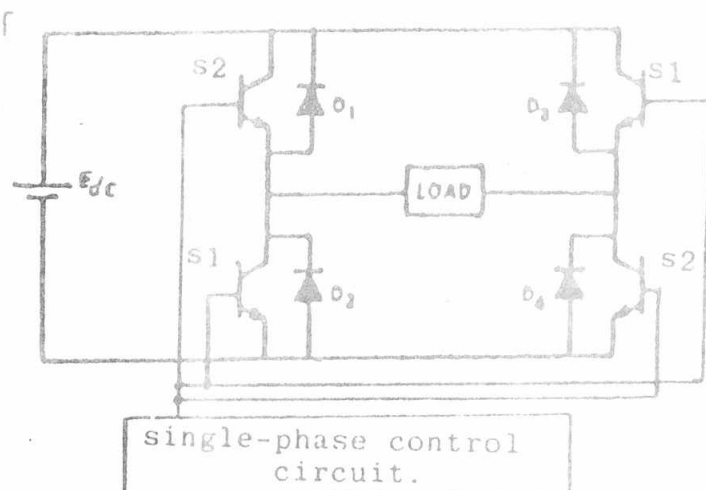 S2
D1
D3
S1
Edc
LOAD
S1
D2
D4
S2
single-phase control
circuit.